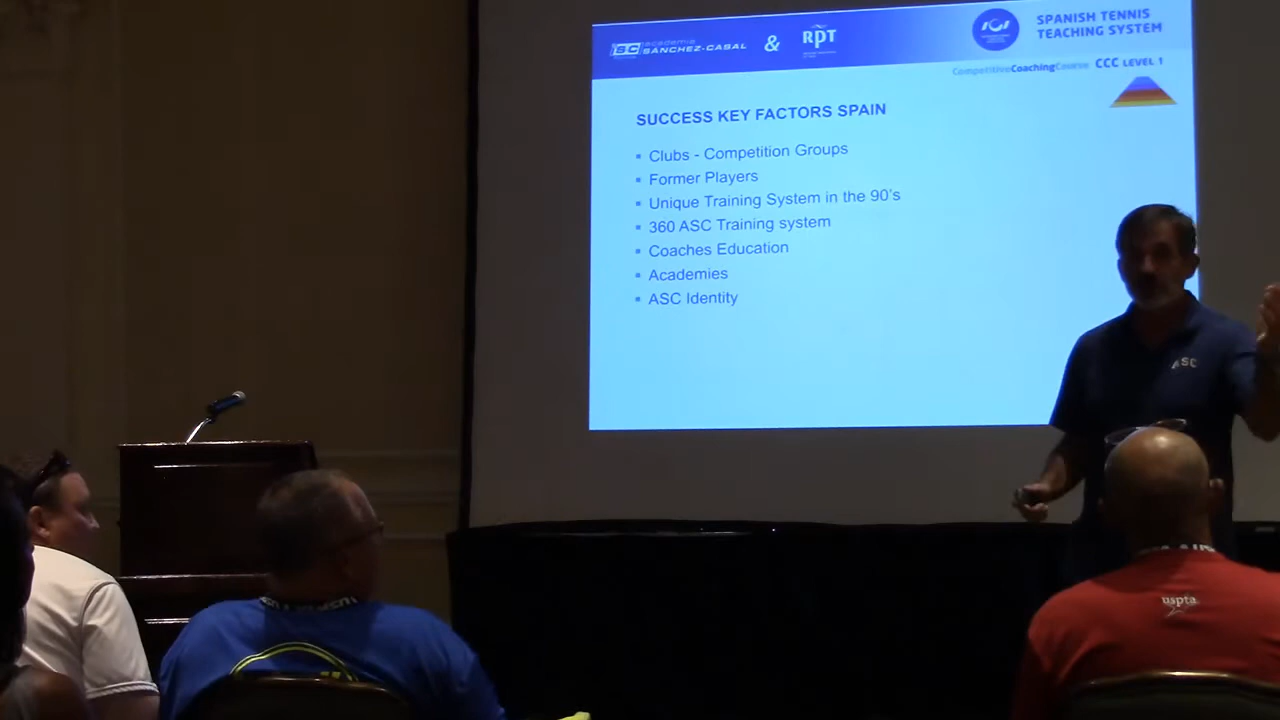 academia
SANCHEZ-CASAL
&
RPT
SPANISH TENNIS
TEACHING SYSTEM
CompetitiveCoachingCourse CCC LEVEL 1
SUCCESS KEY FACTORS SPAIN
▪ Clubs - Competition Groups
▪ Former Players
▪ Unique Training System in the 90's
▪ 360 ASC Training system
▪ Coaches Education
▪ Academies
▪ ASC Identity
ASC
uspta